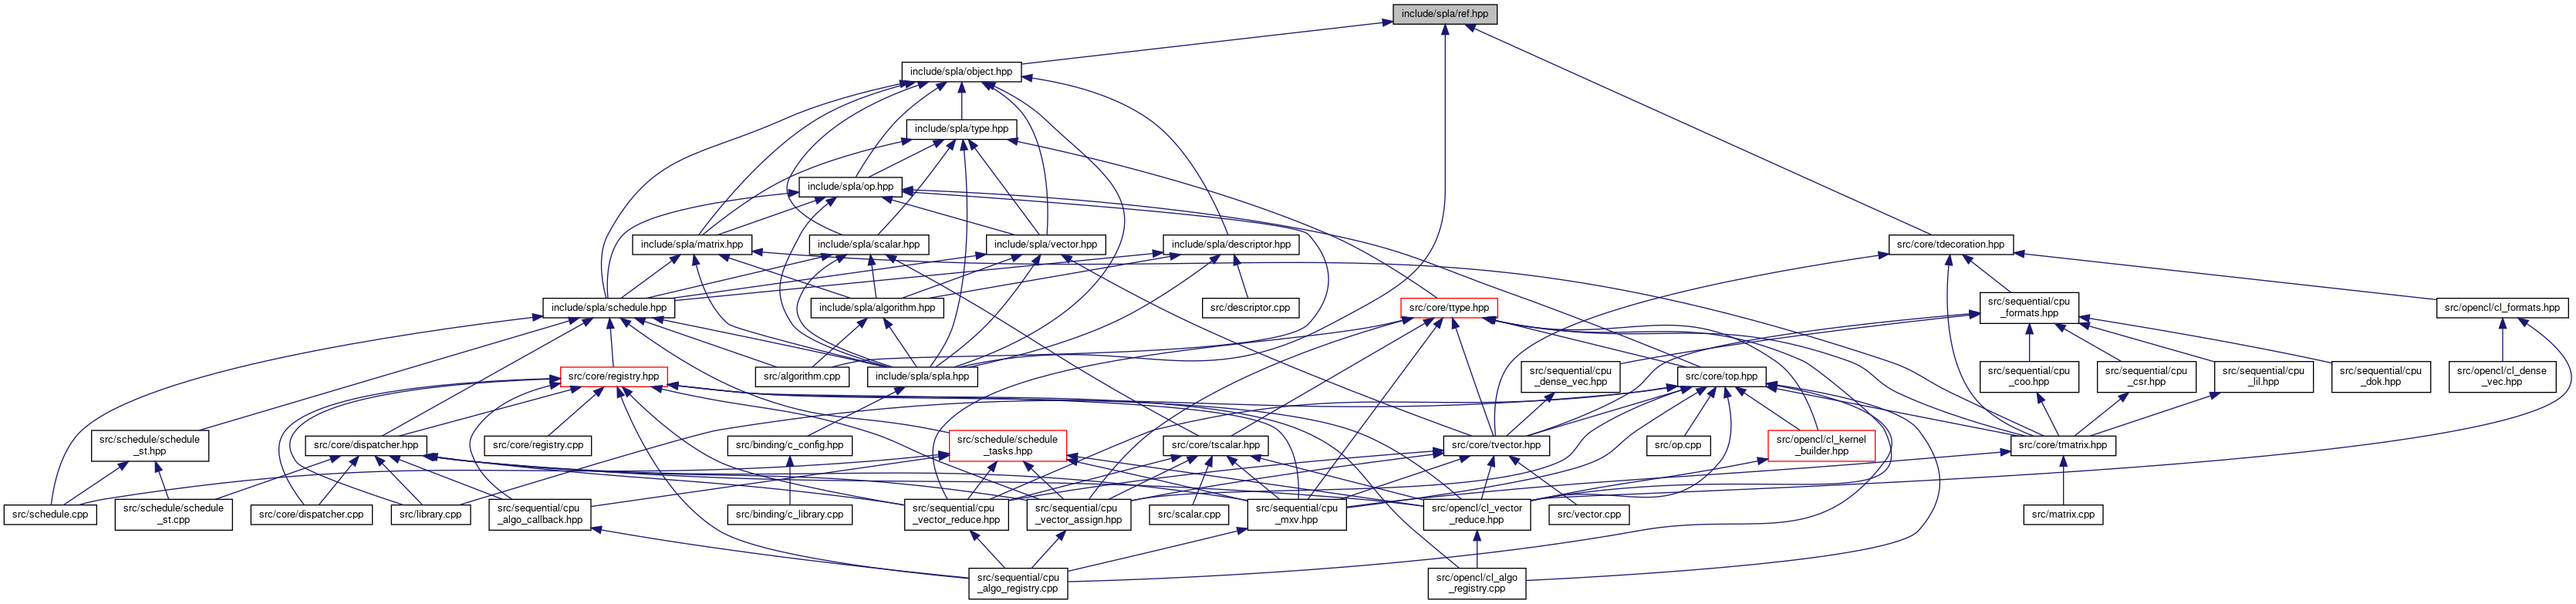 include/spla/ref.hpp
include/spla/object.hpp
include/spla/type.hpp
include/spla/op.hpp
include/spla/matrix.hpp
include/spla/scalar.hpp
include/spla/vector.hpp
include/spla/descriptor.hpp
src/core/tdecoration.hpp
include/spla/schedule.hpp
include/spla/algorithm.hpp
src/descriptor.cpp
src/core/ttype.hpp
src/sequential/cpu
_formats.hpp
src/opencl/cl_formats.hpp
src/core/registry.hpp
src/algorithm.cpp
include/spla/spla.hpp
src/sequential/cpu
_dense_vec.hpp
src/core/top.hpp
src/sequential/cpu
_coo.hpp
src/sequential/cpu
_csr.hpp
src/sequential/cpu
_lil.hpp
src/sequential/cpu
_dok.hpp
src/opencl/cl_dense
_vec.hpp
src/schedule/schedule
_st.hpp
src/core/dispatcher.hpp
src/core/registry.cpp
src/binding/c_config.hpp
src/schedule/schedule
_tasks.hpp
src/core/tscalar.hpp
src/core/tvector.hpp
src/op.cpp
src/opencl/cl_kernel
_builder.hpp
src/core/tmatrix.hpp
src/schedule.cpp
src/schedule/schedule
_st.cpp
src/core/dispatcher.cpp
src/library.cpp
src/sequential/cpu
_algo_callback.hpp
src/binding/c_library.cpp
src/sequential/cpu
_vector_reduce.hpp
src/sequential/cpu
_vector_assign.hpp
src/scalar.cpp
src/sequential/cpu
_mxv.hpp
src/opencl/cl_vector
_reduce.hpp
src/vector.cpp
src/matrix.cpp
src/sequential/cpu
_algo_registry.cpp
src/opencl/cl_algo
_registry.cpp